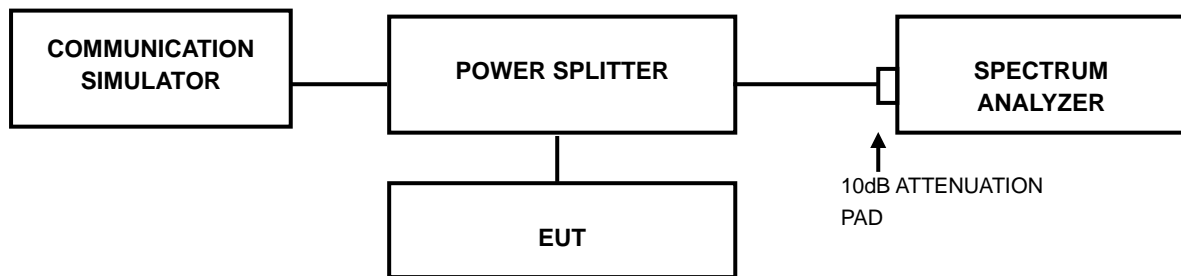 COMMUNICATION
SIMULATOR
POWER SPLITTER
SPECTRUM
ANALYZER
10dB ATTENUATION
PAD
EUT